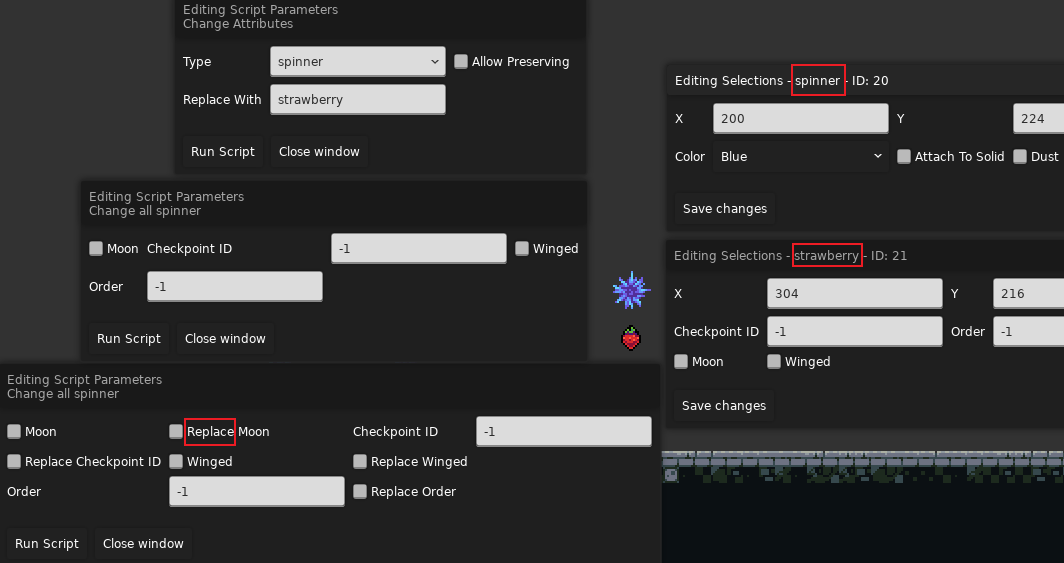 Editing Script Parameters
Change Attributes
Type spinner Allow Preserving
Replace With strawberry
Run Script Close window
Editing Script Parameters
Change all spinner
Moon Checkpoint ID -1 Winged
Order -1
Run Script Close window
Editing Script Parameters
Change all spinner
Moon Replace Moon Checkpoint ID -1
Replace Checkpoint ID Winged Replace Winged
Order -1 Replace Order
Run Script Close window
Editing Selections - spinner - ID: 20
X 200 Y 224
Color Blue Attach To Solid Dust
Save changes
Editing Selections - strawberry - ID: 21
X 304 Y 216
Checkpoint ID -1 Order -1
Moon Winged
Save changes